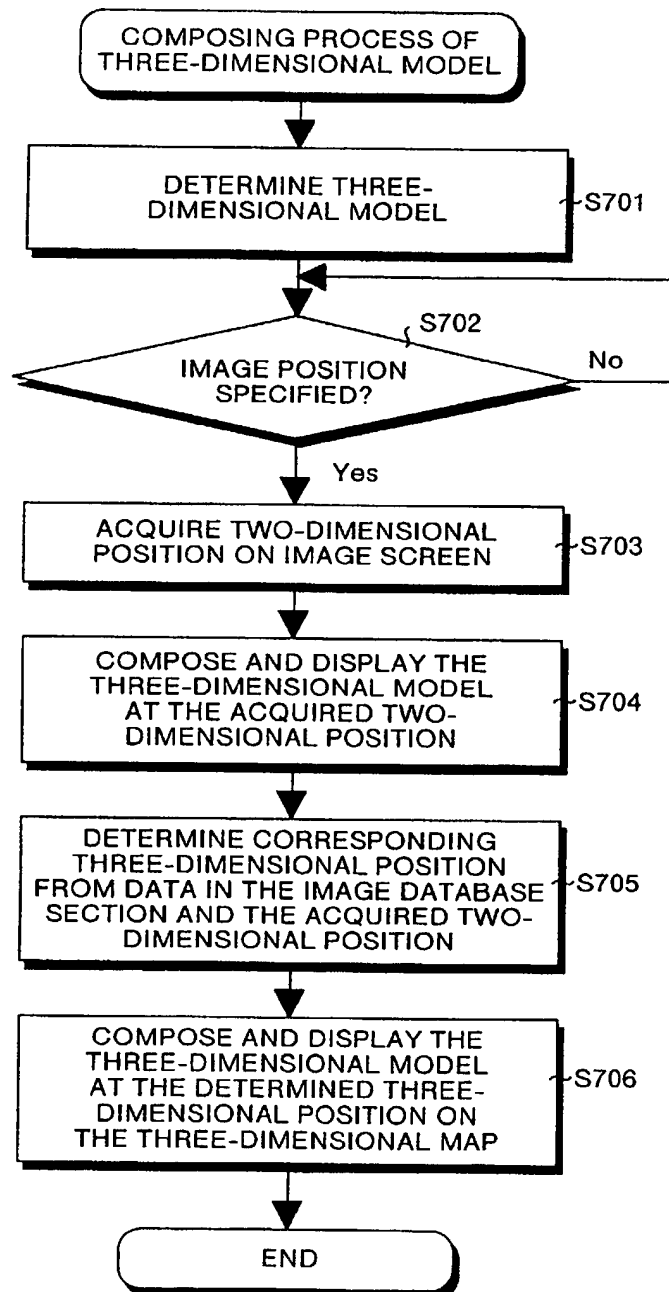 COMPOSING PROCESS OF
THREE-DIMENSIONAL MODEL
DETERMINE THREE-
DIMENSIONAL MODEL
S701
S702
IMAGE POSITION
SPECIFIED?
No
Yes
ACQUIRE TWO-DIMENSIONAL
POSITION ON IMAGE SCREEN
S703
COMPOSE AND DISPLAY THE
THREE-DIMENSIONAL MODEL
AT THE ACQUIRED TWO-
DIMENSIONAL POSITION
S704
DETERMINE CORRESPONDING
THREE-DIMENSIONAL POSITION
FROM DATA IN THE IMAGE DATABASE
SECTION AND THE ACQUIRED TWO-
DIMENSIONAL POSITION
S705
COMPOSE AND DISPLAY THE
THREE-DIMENSIONAL MODEL
AT THE DETERMINED THREE-
DIMENSIONAL POSITION ON
THE THREE-DIMENSIONAL MAP
S706
END